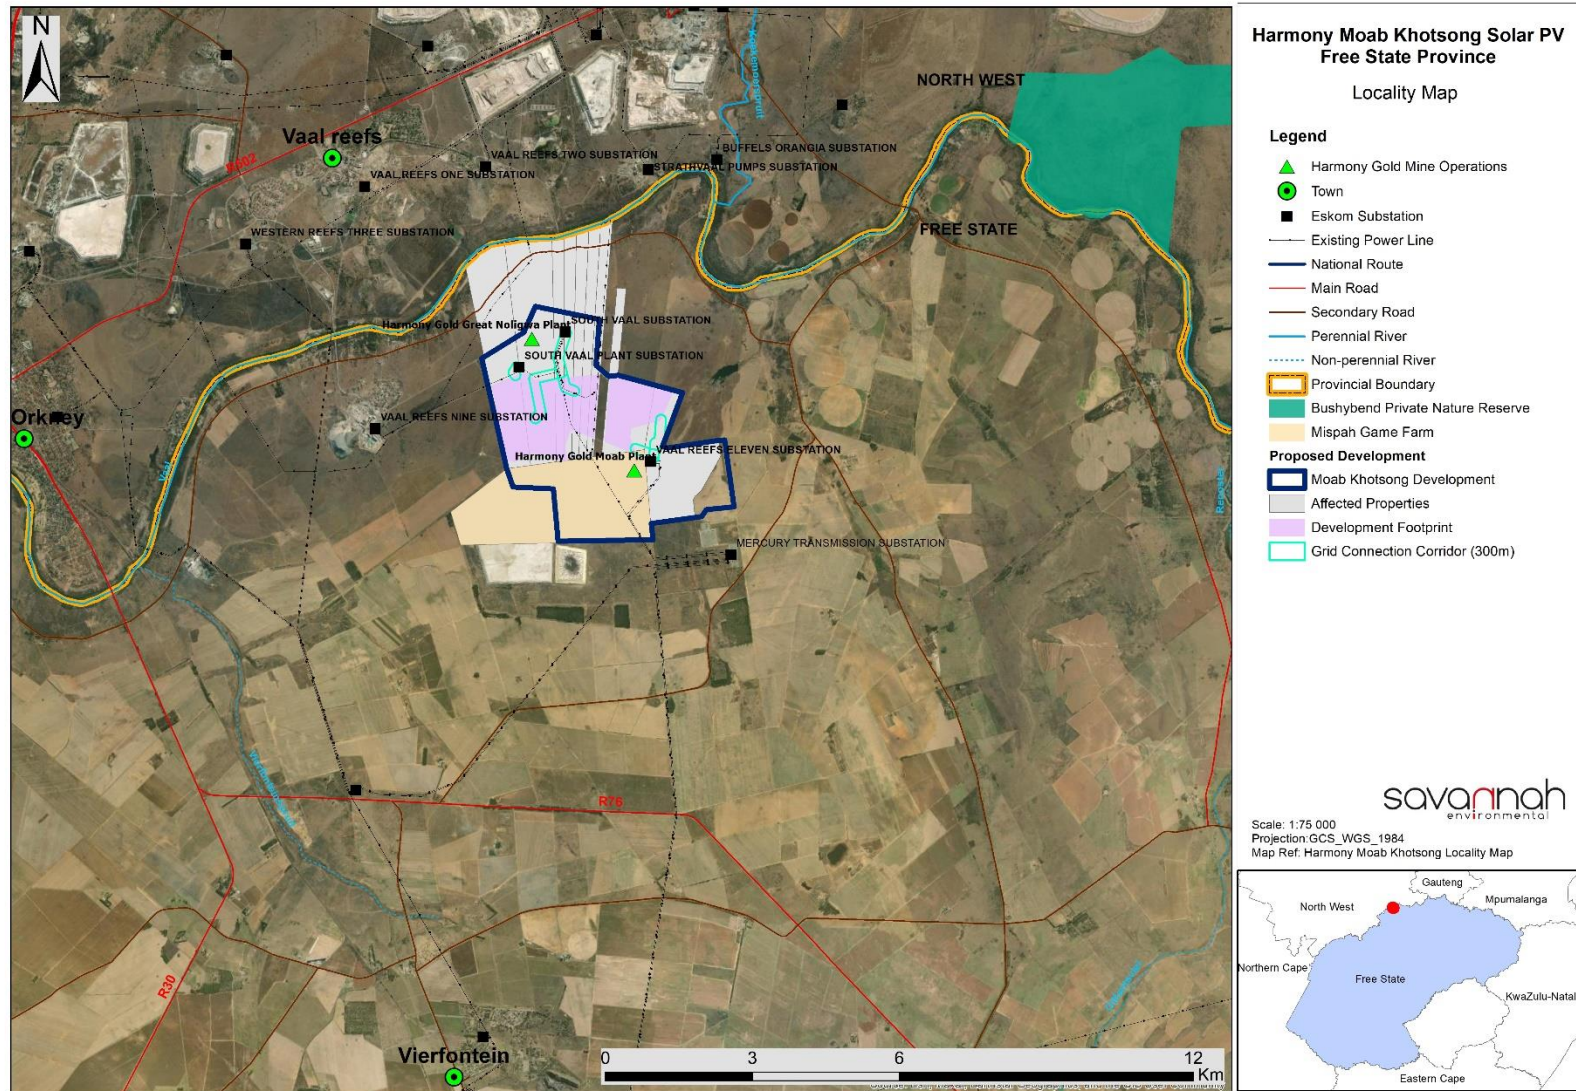 N
NORTH WEST
Vaal reefs
R002
VAAL REEFS TWO SUBSTATION
BUFFELS ORANGIA SUBSTATION
STRATHVAAL PUMPS SUBSTATION
VAAL REEFS ONE SUBSTATION
WESTERN REEFS THREE SUBSTATION
FREE STATE
Harmony Gold Great Noligwa Plant
SOUTH VAAL SUBSTATION
SOUTH VAAL PLANT SUBSTATION
VAAL REEFS NINE SUBSTATION
Orkney
Vaal
Harmony Gold Moab Plant
VAAL REEFS ELEVEN SUBSTATION
MERCURY TRANSMISSION SUBSTATION
R76
R30
Vierfontein
0 3 6 12
Km
Harmony Moab Khotsong Solar PV
Free State Province
Locality Map
Legend
Harmony Gold Mine Operations
Town
Eskom Substation
Existing Power Line
National Route
Main Road
Secondary Road
Perennial River
Non-perennial River
Provincial Boundary
Bushybend Private Nature Reserve
Mispah Game Farm
Proposed Development
Moab Khotsong Development
Affected Properties
Development Footprint
Grid Connection Corridor (300m)
savannah
environmental
Scale: 1:75 000
Projection:GCS_WGS_1984
Map Ref: Harmony Moab Khotsong Locality Map
Gauteng
North West
Mpumalanga
Northern Cape
Free State
KwaZulu-Natal
Eastern Cape